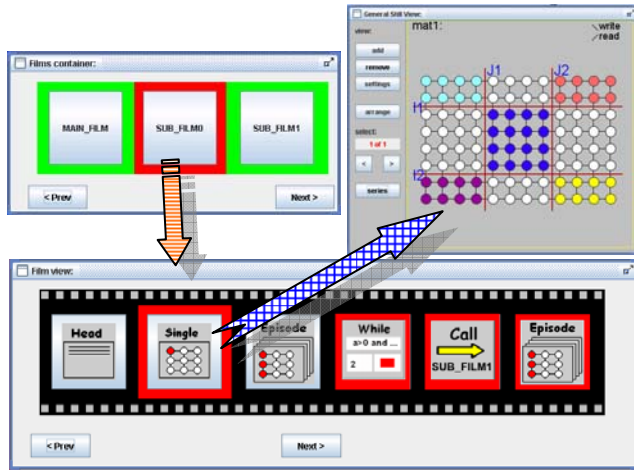 General Still View:
view:
add
remove
settings
arrange
select:
1 of 1
<
>
series
mat1:
write
read
J1
J2
I1
I2
Films container:
MAIN_FILM
SUB_FILM0
SUB_FILM1
< Prev
Next >
Film view:
Head
Single
Episode
While
a>0 and ...
2
Call
SUB_FILM1
Episode
< Prev
Next >